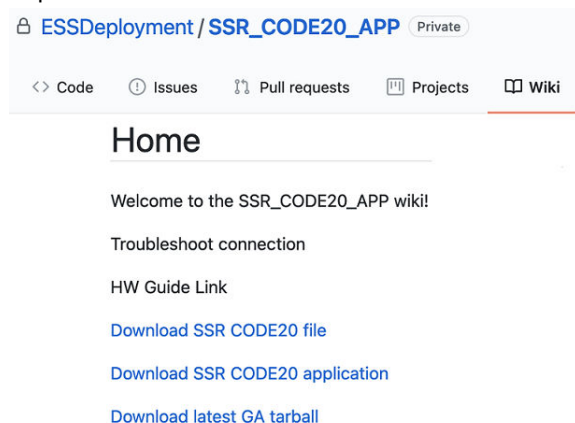 ESSDeployment / SSR_CODE20_APP Private
<> Code Issues Pull requests Projects Wiki
Home
Welcome to the SSR_CODE20_APP wiki!
Troubleshoot connection
HW Guide Link
Download SSR CODE20 file
Download SSR CODE20 application
Download latest GA tarball